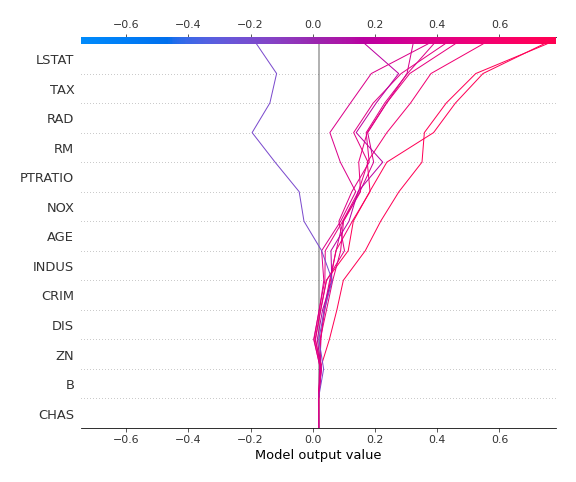 −0.6 −0.4 −0.2 0.0 0.2 0.4 0.6
LSTAT
TAX
RAD
RM
PTRATIO
NOX
AGE
INDUS
CRIM
DIS
ZN
B
CHAS
−0.6 −0.4 −0.2 0.0 0.2 0.4 0.6
Model output value